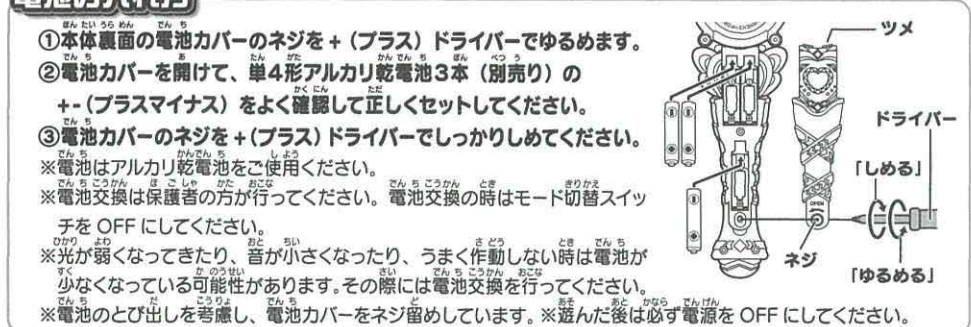 電池の入れ方
①本体裏面の電池カバーのネジを+(プラス)ドライバーでゆるめます。
②電池カバーを開けて、単4形アルカリ乾電池3本(別売り)の
+-(プラスマイナス)をよく確認して正しくセットしてください。
③電池カバーのネジを+(プラス)ドライバーでしっかりしめてください。
※電池はアルカリ乾電池をご使用ください。
※電池交換は保護者の方が行ってください。電池交換の時はモード切替スイッ
チを OFF にしてください。
※光が弱くなってきたり、音が小さくなったり、うまく作動しない時は電池が
少なくなっている可能性があります。その際には電池交換を行ってください。
※電池のとび出しを考慮し、電池カバーをネジ留めしています。※遊んだ後は必ず電源を OFF にしてください。
ツメ
ドライバー
「しめる」
OPEN
ネジ
「ゆるめる」